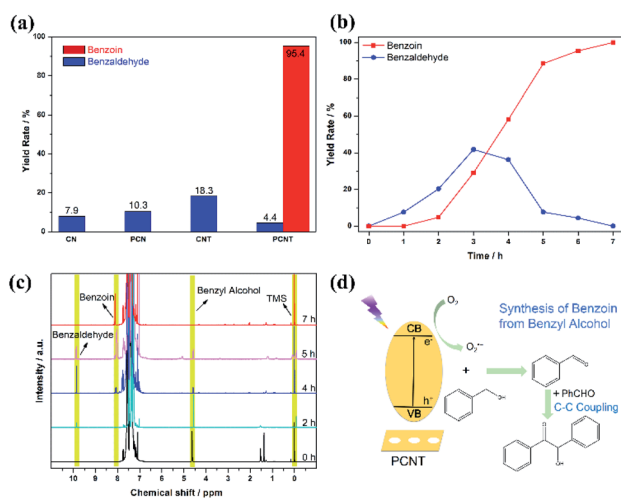 (a)
Benzoin
Benzaldehyde
Yield Rate / %
100
80
60
40
20
0
7.9
10.3
18.3
4.4
95.4
CN
PCN
CNT
PCNT
(b)
Benzoin
Benzaldehyde
Yield Rate / %
100
80
60
40
20
0
0 1 2 3 4 5 6 7
Time / h
(c)
Benzoin
Benzaldehyde
Benzyl Alcohol
TMS
7 h
5 h
4 h
2 h
0 h
Intensity / a.u.
10 9 8 7 6 5 4 3 2 1 0
Chemical shift / ppm
(d)
O₂
O₂•−
CB
e-
h+
VB
PCNT
+
OH
Synthesis of Benzoin
from Benzyl Alcohol
O
+ PhCHO
C-C Coupling
O
OH